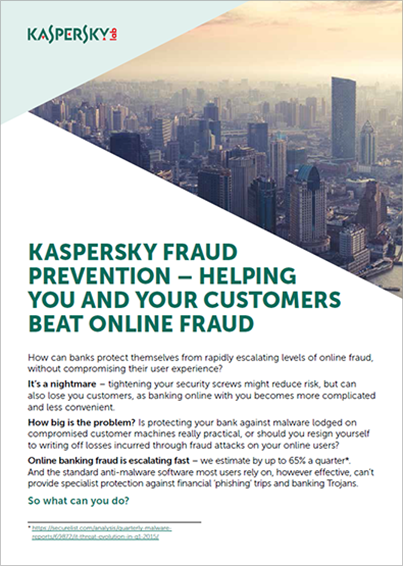 KASPERSKY lab
KASPERSKY FRAUD
PREVENTION – HELPING
YOU AND YOUR CUSTOMERS
BEAT ONLINE FRAUD
How can banks protect themselves from rapidly escalating levels of online fraud,
without compromising their user experience?
It's a nightmare – tightening your security screws might reduce risk, but can
also lose you customers, as banking online with you becomes more complicated
and less convenient.
How big is the problem? Is protecting your bank against malware lodged on
compromised customer machines really practical, or should you resign yourself
to writing off losses incurred through fraud attacks on your online users?
Online banking fraud is escalating fast – we estimate by up to 65% a quarter*.
And the standard anti-malware software most users rely on, however effective, can't
provide specialist protection against financial 'phishing' trips and banking Trojans.
So what can you do?
* https://securelist.com/analysis/quarterly-malware-
reports/69872/it-threat-evolution-in-q1-2015/